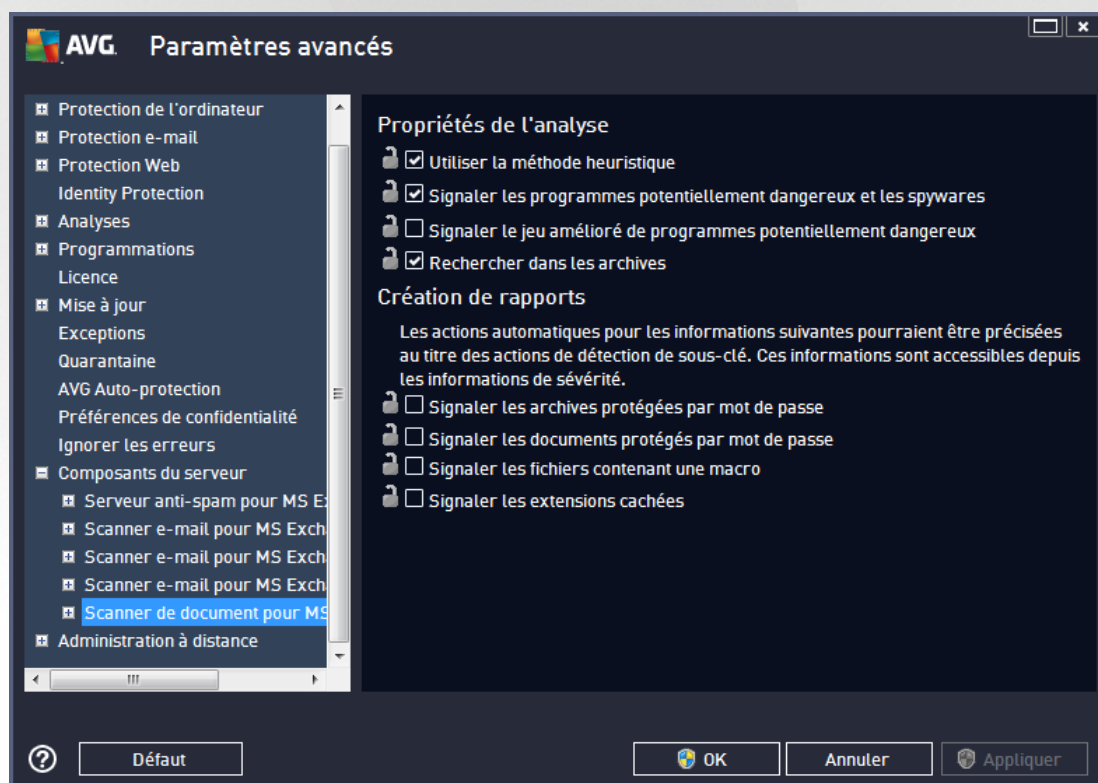 AVG. Paramètres avancés
Protection de l'ordinateur
Protection e-mail
Protection Web
Identity Protection
Analyses
Programmations
Licence
Mise à jour
Exceptions
Quarantaine
AVG Auto-protection
Préférences de confidentialité
Ignorer les erreurs
Composants du serveur
Serveur anti-spam pour MS
Scanner e-mail pour MS Exch
Scanner e-mail pour MS Exch
Scanner e-mail pour MS Exch
Scanner de document pour MS
Administration à distance
Propriétés de l'analyse
Utiliser la méthode heuristique
Signaler les programmes potentiellement dangereux et les spywares
Signaler le jeu amélioré de programmes potentiellement dangereux
Rechercher dans les archives
Création de rapports
Les actions automatiques pour les informations suivantes pourraient être précisées
au titre des actions de détection de sous-clé. Ces informations sont accessibles depuis
les informations de sévérité.
Signaler les archives protégées par mot de passe
Signaler les documents protégés par mot de passe
Signaler les fichiers contenant une macro
Signaler les extensions cachées
? Défaut OK Annuler Appliquer